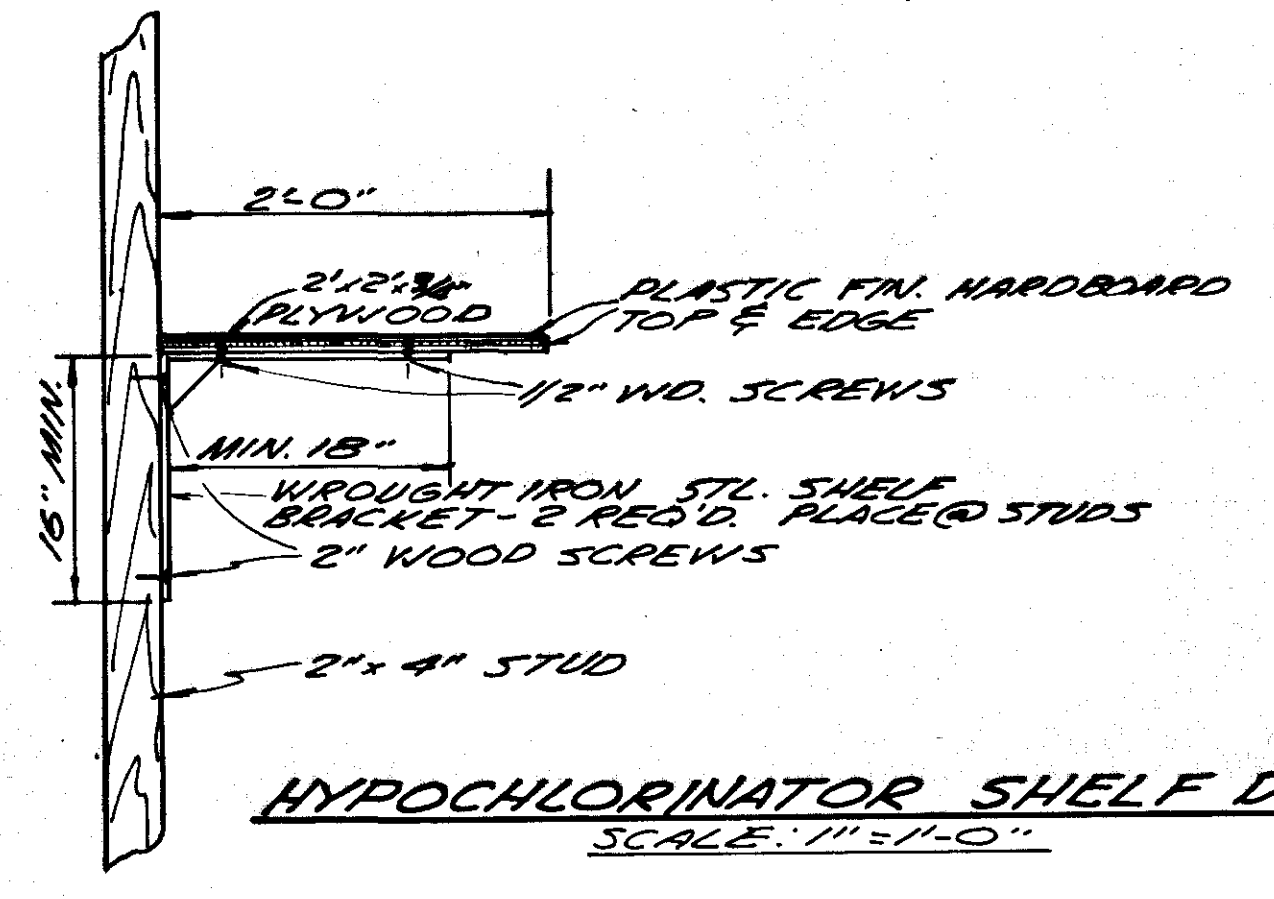 2'-0"
2'x2'x3/4"
PLYWOOD
PLASTIC FIN. HARDBOARD
TOP & EDGE
1/2" WD. SCREWS
16" MIN.
MIN. 18"
WROUGHT IRON STL. SHELF
BRACKET - 2 REQ'D. PLACE @ STUDS
2" WOOD SCREWS
2" x 4" STUD
HYPOCHLORINATOR SHELF D
SCALE: 1" = 1'-0"